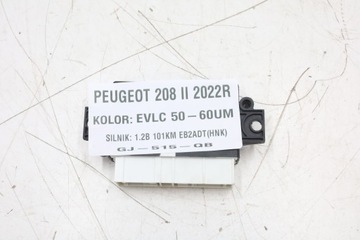 PEUGEOT 208 II 2022R
KOLOR: EVLC 50-60UM
SILNIK: 1.2B 101KM EB2ADT(HNK)
GJ-515-QB